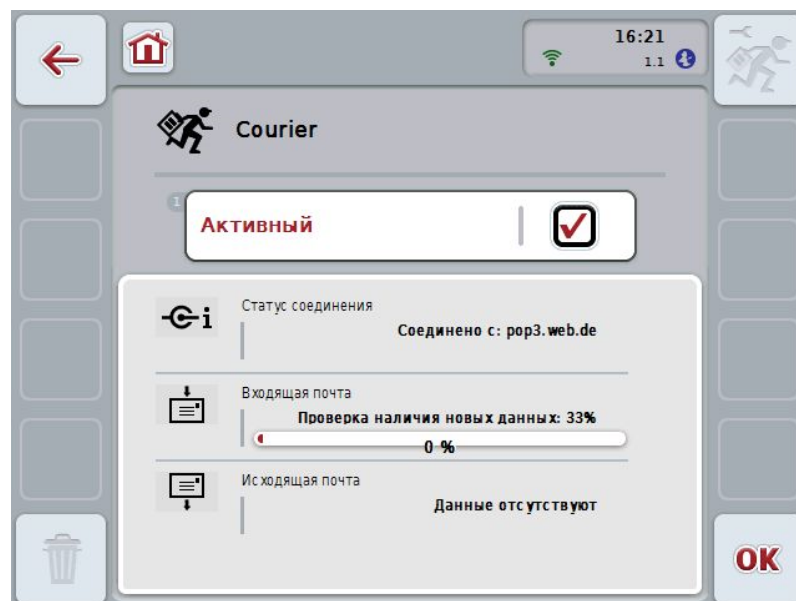 16:21
1.1
Courier
Активный
Статус соединения
Соединено с: pop3.web.de
Входящая почта
Проверка наличия новых данных: 33%
0 %
Исходящая почта
Данные отсутствуют
OK